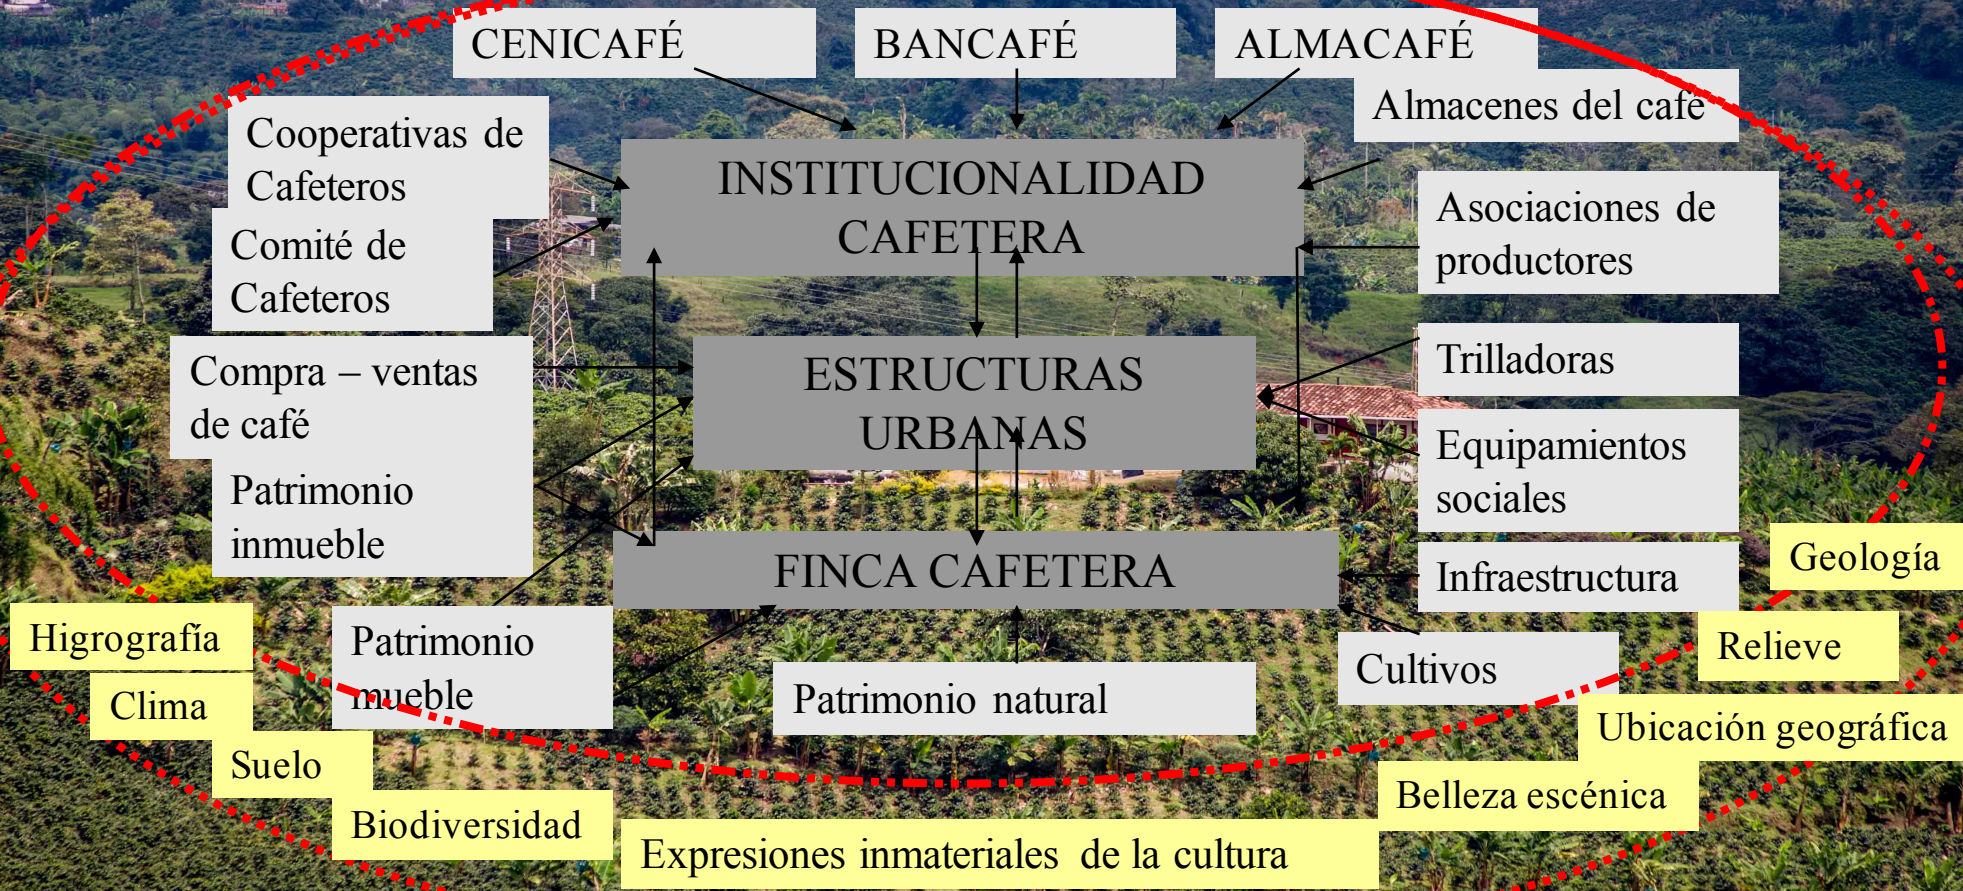 CENICAFÉ
BANCAFÉ
ALMACAFÉ
Almacenes del café
Cooperativas de
Cafeteros
INSTITUCIONALIDAD
CAFETERA
Asociaciones de
productores
Comité de
Cafeteros
Compra – ventas
de café
ESTRUCTURAS
URBANAS
Trilladoras
Equipamientos
sociales
Patrimonio
inmueble
FINCA CAFETERA
Infraestructura
Geología
Higrografía
Patrimonio
mueble
Cultivos
Relieve
Clima
Patrimonio natural
Ubicación geográfica
Suelo
Belleza escénica
Biodiversidad
Expresiones inmateriales de la cultura